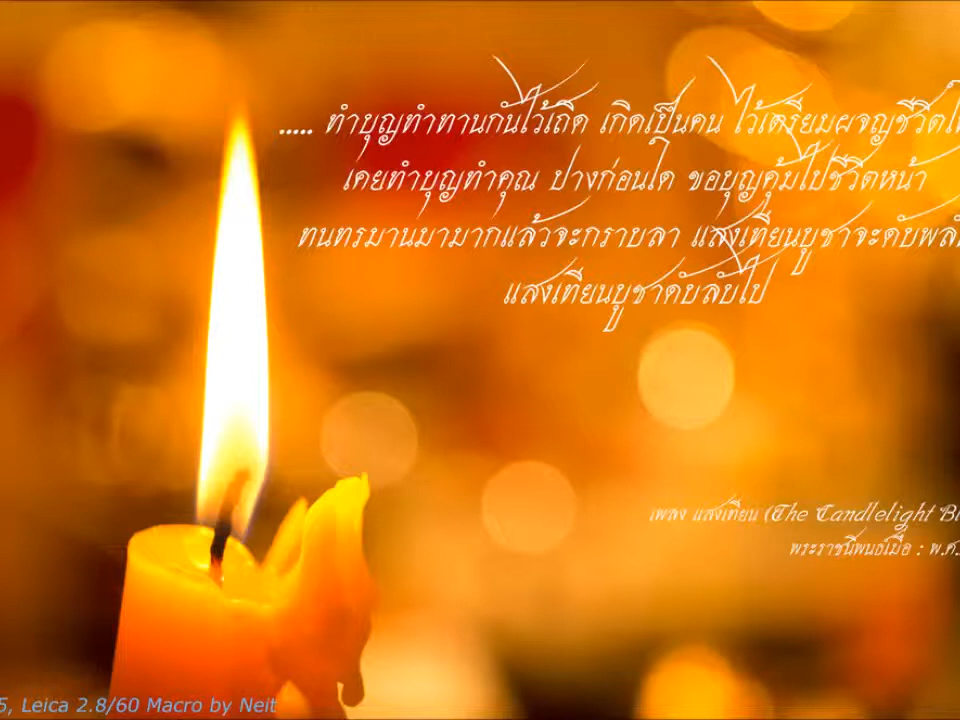 ..... ทำบุญทำทานกันไว้เถิด เกิดเป็นคน ไว้เตรียมผจญชีวิต
เคยทำบุญทำคุณ ปางก่อนใด ขอบุญคุ้มไปชีวิตหน้า
ทนทรมานมามากแล้วจะกราบลา แสงเทียนบูชาจะดับพลัน
แสงเทียนบูชาดับลับไป
เพลง แสงเทียน (The Candlelight Bl
พระราชนิพนธ์เมื่อ : พ.ศ.
5, Leica 2.8/60 Macro by Neit